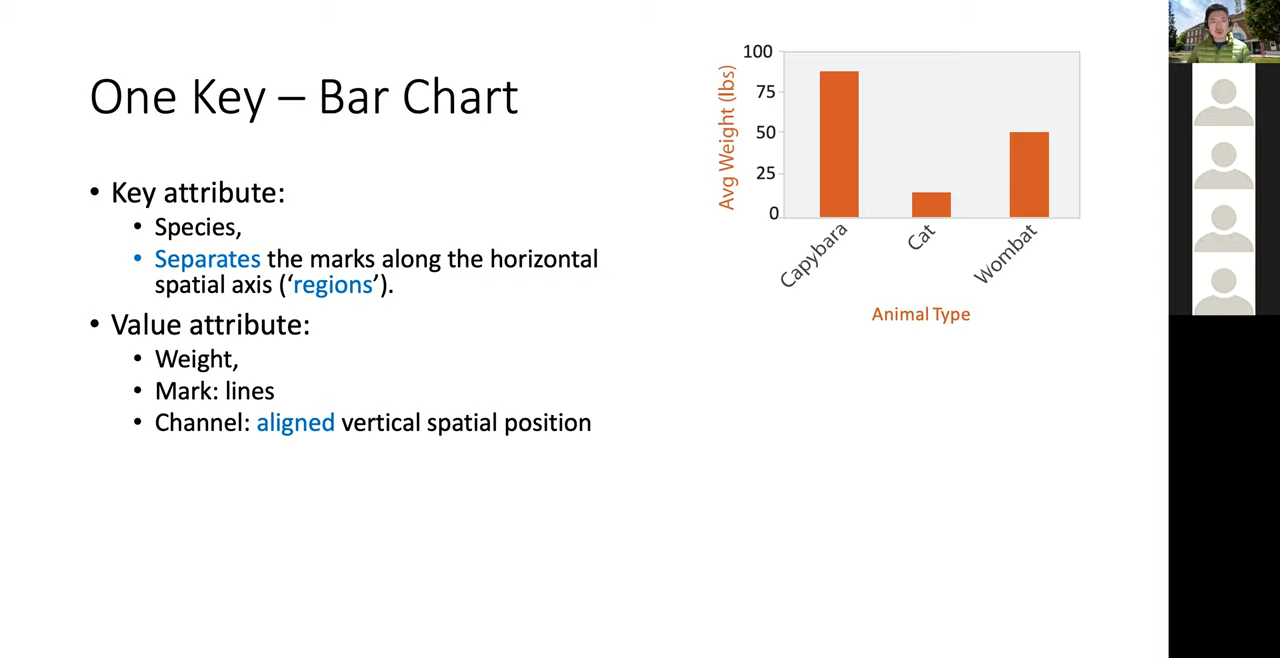 One Key – Bar Chart
• Key attribute:
• Species,
• Separates the marks along the horizontal
spatial axis (‘regions’).
• Value attribute:
• Weight,
• Mark: lines
• Channel: aligned vertical spatial position
Avg Weight (lbs)
100
75
50
25
0
Capybara
Cat
Wombat
Animal Type